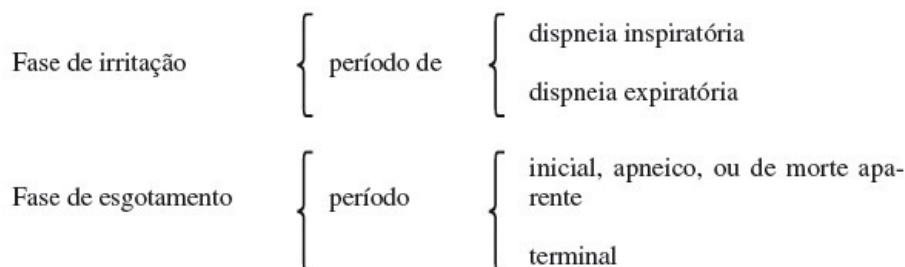 dispneia inspiratória
Fase de irritação período de
dispneia expiratória
inicial, apneico, ou de morte apa-
Fase de esgotamento período
rente
terminal